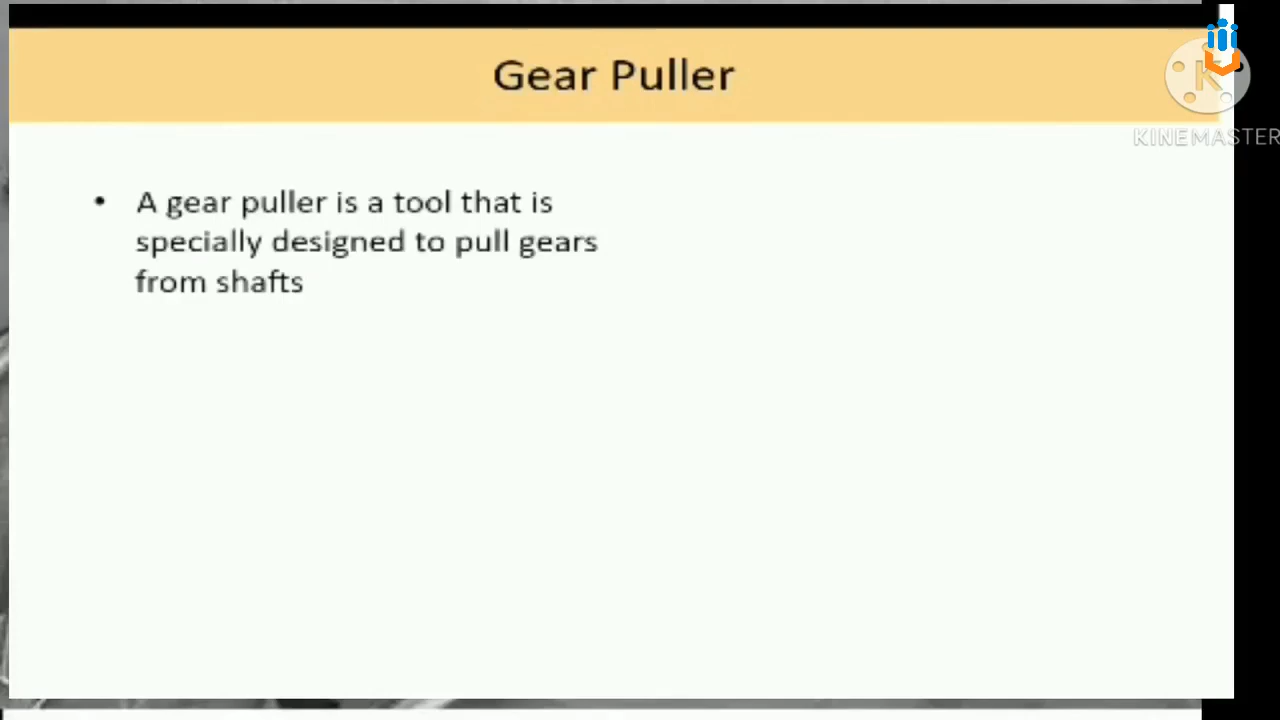 Gear Puller
KINEMASTER
• A gear puller is a tool that is
specially designed to pull gears
from shafts